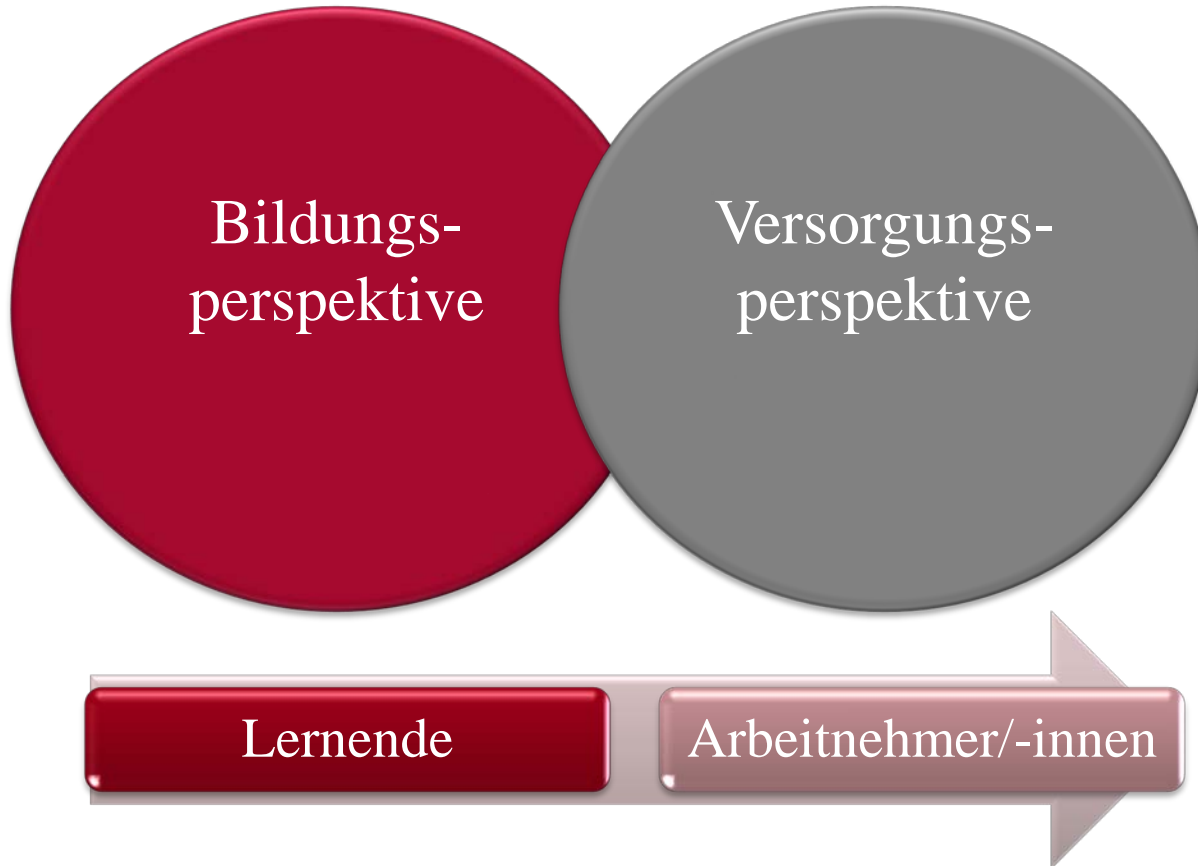 Bildungs-
perspektive
Versorgungs-
perspektive
Lernende
Arbeitnehmer/-innen